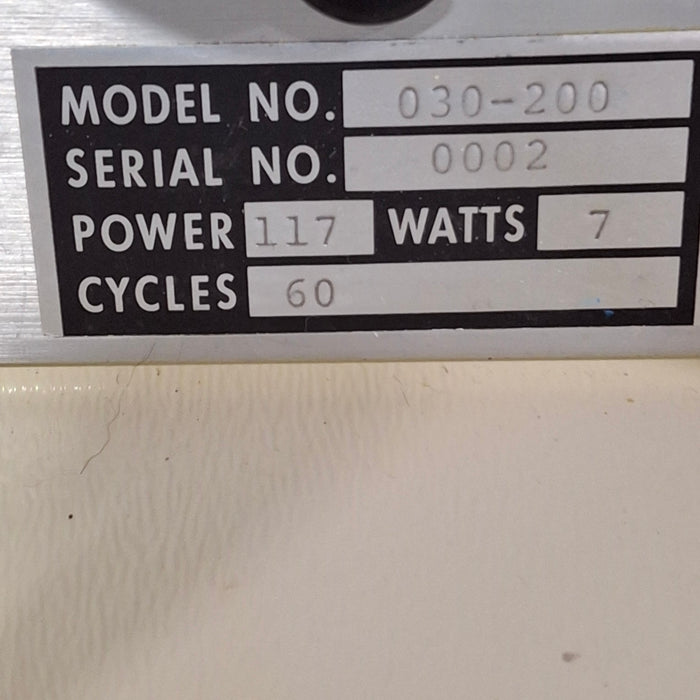 MODEL NO. 030-200
SERIAL NO. 0002
POWER 117 WATTS 7
CYCLES 60